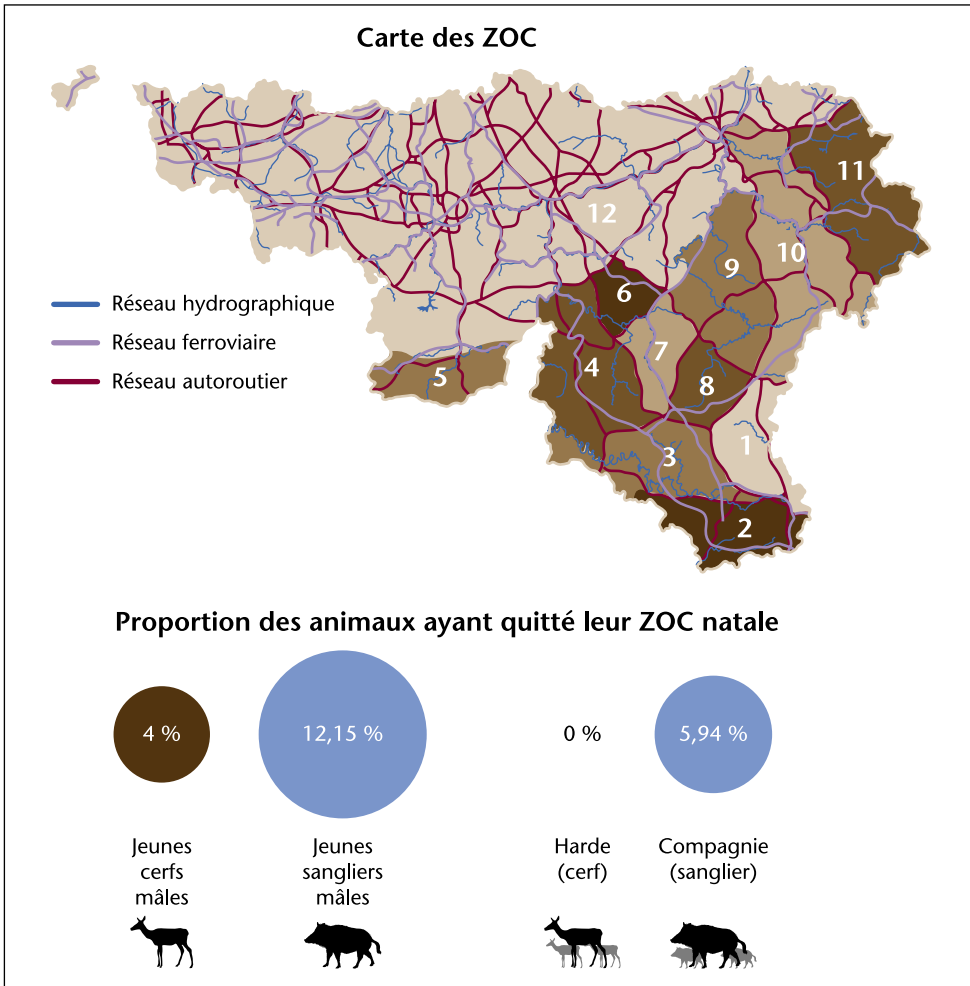 Carte des ZOC
11
12
10
9
6
Réseau hydrographique
Réseau ferroviaire
Réseau autoroutier
7
4
8
5
1
3
2
Proportion des animaux ayant quitté leur ZOC natale
4 %
12,15 %
0 %
5,94 %
Jeunes
cerfs
mâles
Jeunes
sangliers
mâles
Harde
(cerf)
Compagnie
(sanglier)